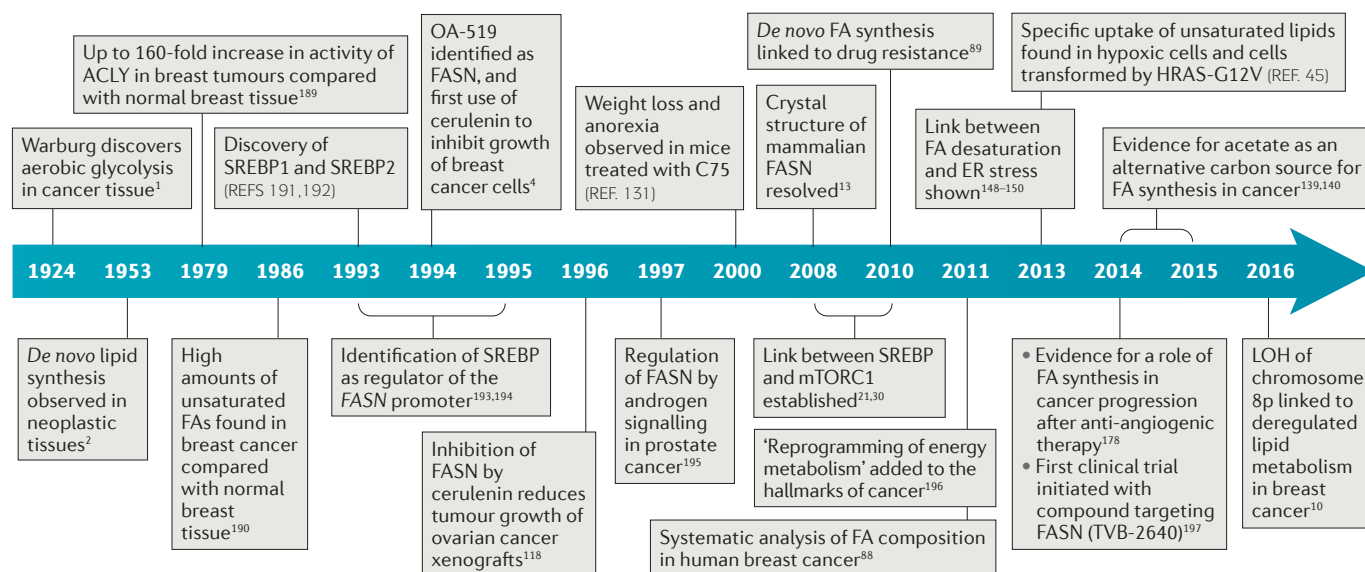 Up to 160-fold increase in activity of
ACLY in breast tumours compared
with normal breast tissue189
Warburg discovers
aerobic glycolysis
in cancer tissue1
Discovery of
SREBP1 and SREBP2
(REFS 191,192)
OA-519
identified as
FASN, and
first use of
cerulenin to
inhibit growth
of breast
cancer cells4
Weight loss and
anorexia
observed in mice
treated with C75
(REF. 131)
De novo FA synthesis
linked to drug resistance89
Crystal
structure of
mammalian
FASN
resolved13
Specific uptake of unsaturated lipids
found in hypoxic cells and cells
transformed by HRAS-G12V (REF. 45)
Link between
FA desaturation
and ER stress
shown148–150
Evidence for acetate as an
alternative carbon source for
FA synthesis in cancer139,140
1924 1953 1979 1986 1993 1994 1995 1996 1997 2000 2008 2010 2011 2013 2014 2015 2016
De novo lipid
synthesis
observed in
neoplastic
tissues2
High
amounts of
unsaturated
FAs found in
breast cancer
compared
with normal
breast
tissue190
Identification of SREBP
as regulator of the
FASN promoter193,194
Inhibition of
FASN by
cerulenin reduces
tumour growth of
ovarian cancer
xenografts118
Regulation
of FASN by
androgen
signalling
in prostate
cancer195
Link between SREBP
and mTORC1
established21,30
'Reprogramming of energy
metabolism' added to the
hallmarks of cancer196
Systematic analysis of FA composition
in human breast cancer88
• Evidence for a role of
FA synthesis in
cancer progression
after anti-angiogenic
therapy178
• First clinical trial
initiated with
compound targeting
FASN (TVB-2640)197
LOH of
chromosome
8p linked to
deregulated
lipid
metabolism
in breast
cancer10